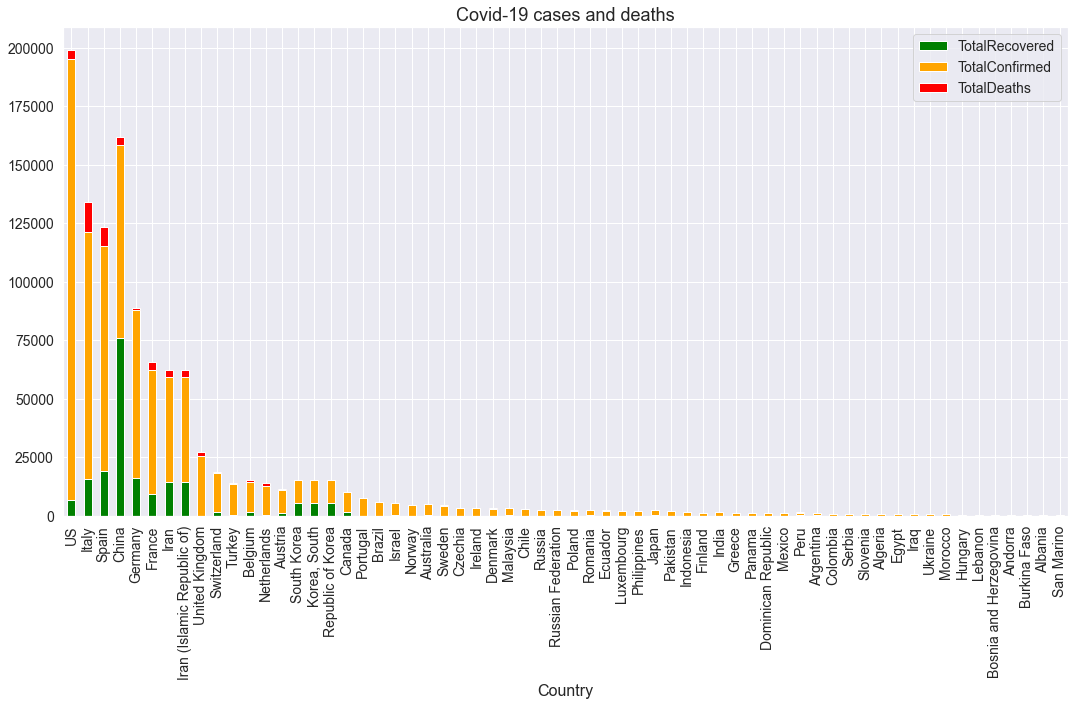 Covid-19 cases and deaths
TotalRecovered
TotalConfirmed
TotalDeaths
200000
175000
150000
125000
100000
75000
50000
25000
0
US
Italy
Spain
China
Germany
France
Iran
Iran (Islamic Republic of)
United Kingdom
Switzerland
Turkey
Belgium
Netherlands
Austria
South Korea
Korea, South
Republic of Korea
Canada
Portugal
Brazil
Israel
Norway
Australia
Sweden
Czechia
Ireland
Denmark
Malaysia
Chile
Russia
Russian Federation
Poland
Romania
Ecuador
Luxembourg
Philippines
Japan
Pakistan
Indonesia
Finland
India
Greece
Panama
Dominican Republic
Mexico
Peru
Argentina
Colombia
Serbia
Slovenia
Algeria
Egypt
Iraq
Ukraine
Morocco
Hungary
Lebanon
Bosnia and Herzegovina
Andorra
Burkina Faso
Albania
San Marino
Country